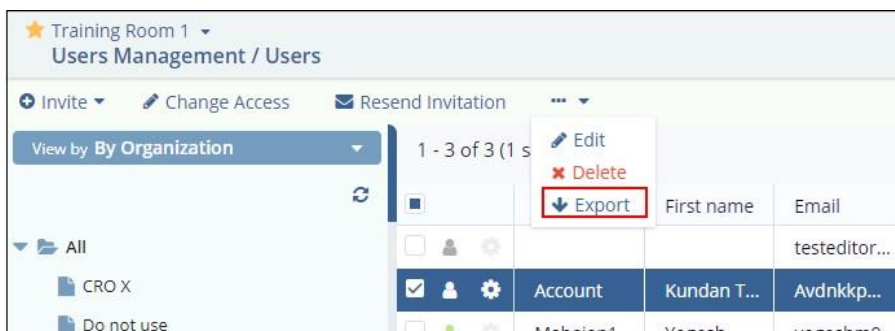 Training Room 1
Users Management / Users
Invite Change Access Resend Invitation ...
View by By Organization
1 - 3 of 3 (1 s
Edit
Delete
Export
First name Email
All
testeditor...
CRO X
Account Kundan T... Avdnkkp...
Do not use